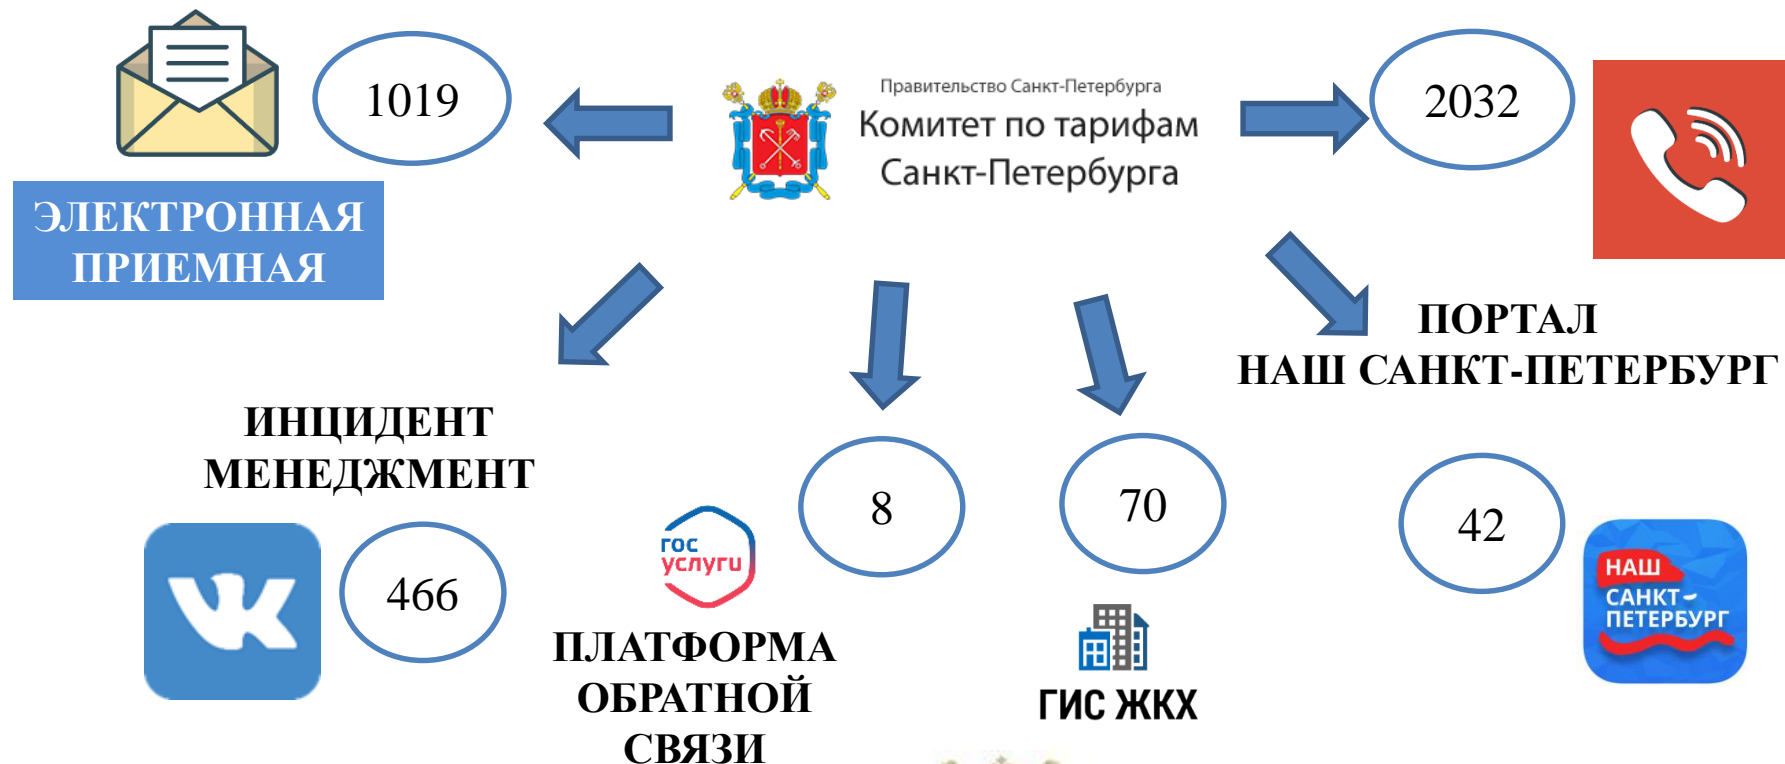 1019
Правительство Санкт-Петербурга
Комитет по тарифам
Санкт-Петербурга
2032
ЭЛЕКТРОННАЯ
ПРИЕМНАЯ
ПОРТАЛ
НАШ САНКТ-ПЕТЕРБУРГ
ИНЦИДЕНТ
МЕНЕДЖМЕНТ
466
гос
услуги
8
ПЛАТФОРМА
ОБРАТНОЙ
СВЯЗИ
70
ГИС ЖКХ
42
НАШ
САНКТ-
ПЕТЕРБУРГ